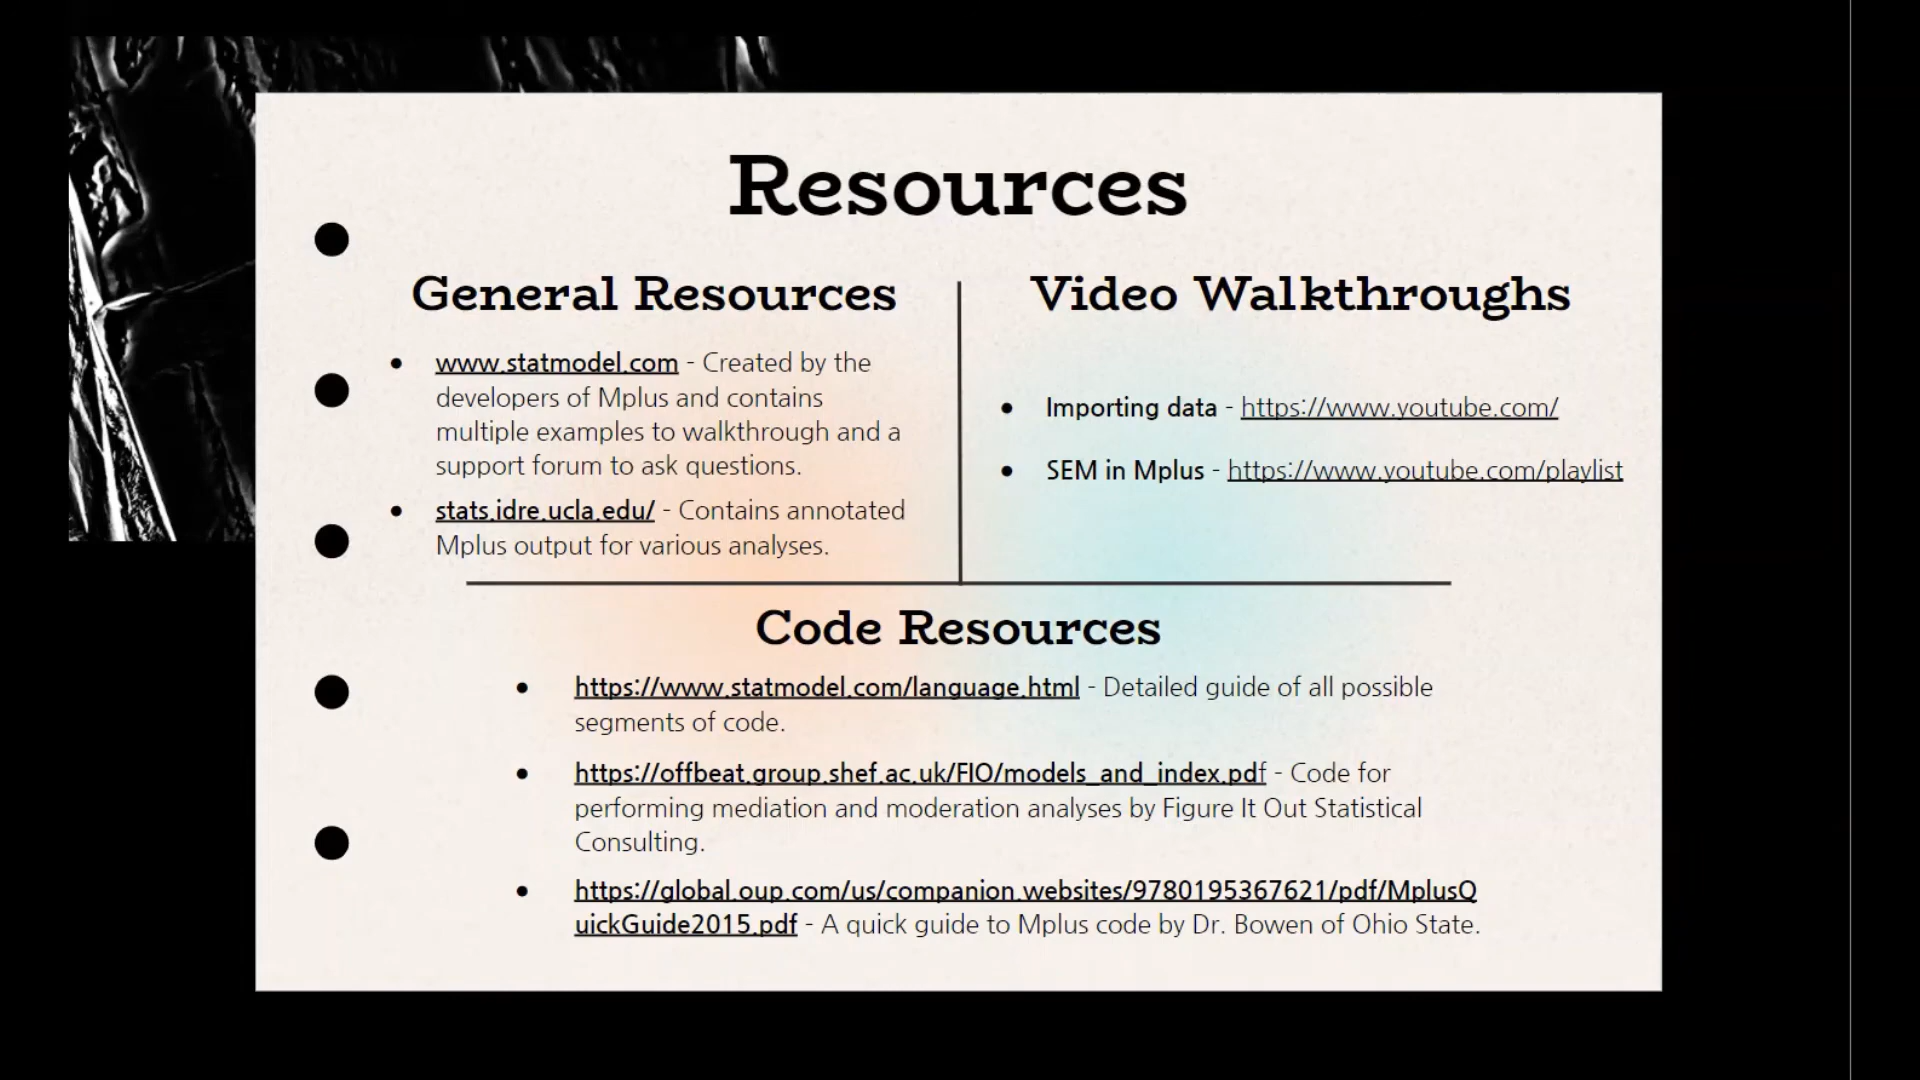 Resources
General Resources
• www.statmodel.com - Created by the
developers of Mplus and contains
multiple examples to walkthrough and a
support forum to ask questions.
• stats.idre.ucla.edu/ - Contains annotated
Mplus output for various analyses.
Video Walkthroughs
• Importing data - https://www.youtube.com/
• SEM in Mplus - https://www.youtube.com/playlist
Code Resources
• https://www.statmodel.com/language.html - Detailed guide of all possible
segments of code.
• https://offbeat.group.shef.ac.uk/FIO/models_and_index.pdf - Code for
performing mediation and moderation analyses by Figure It Out Statistical
Consulting.
• https://global.oup.com/us/companion.websites/9780195367621/pdf/MplusQ
uickGuide2015.pdf - A quick guide to Mplus code by Dr. Bowen of Ohio State.